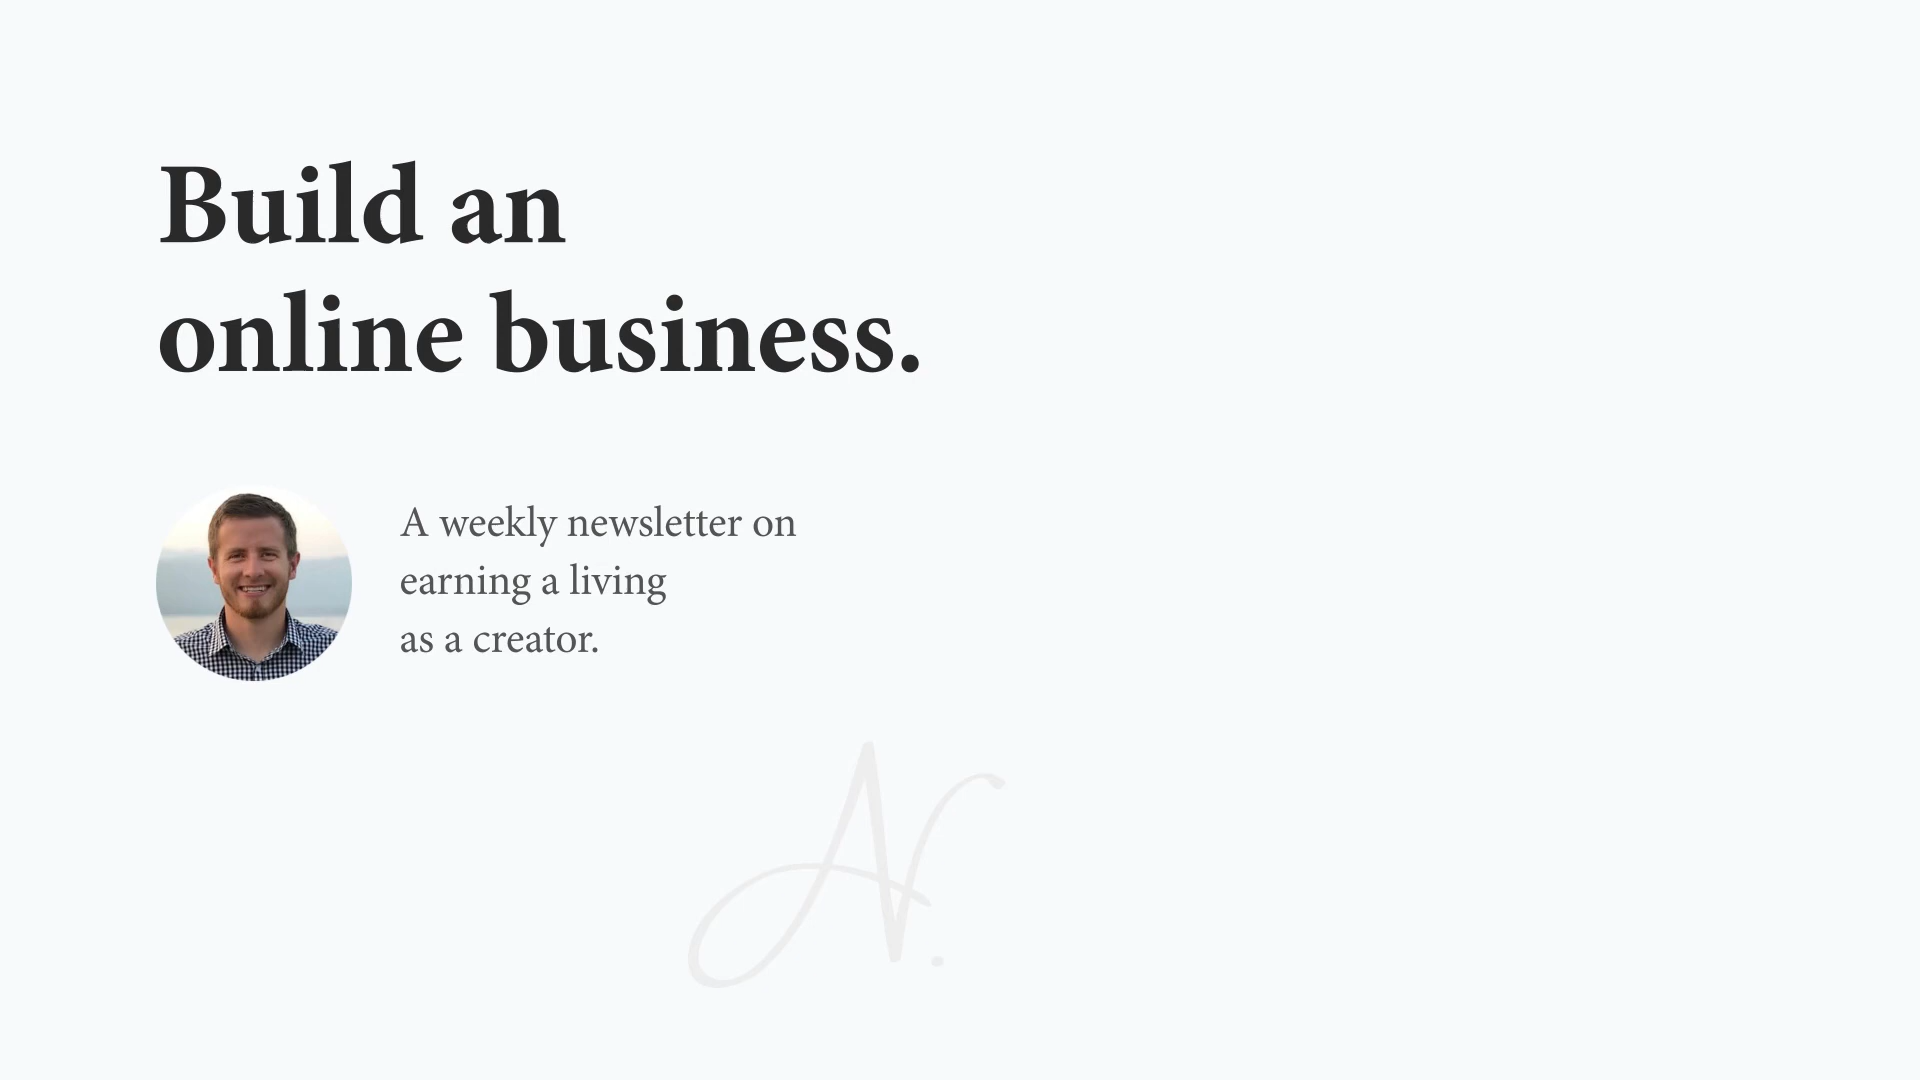 Build an
online business.
A weekly newsletter on
earning a living
as a creator.
N.